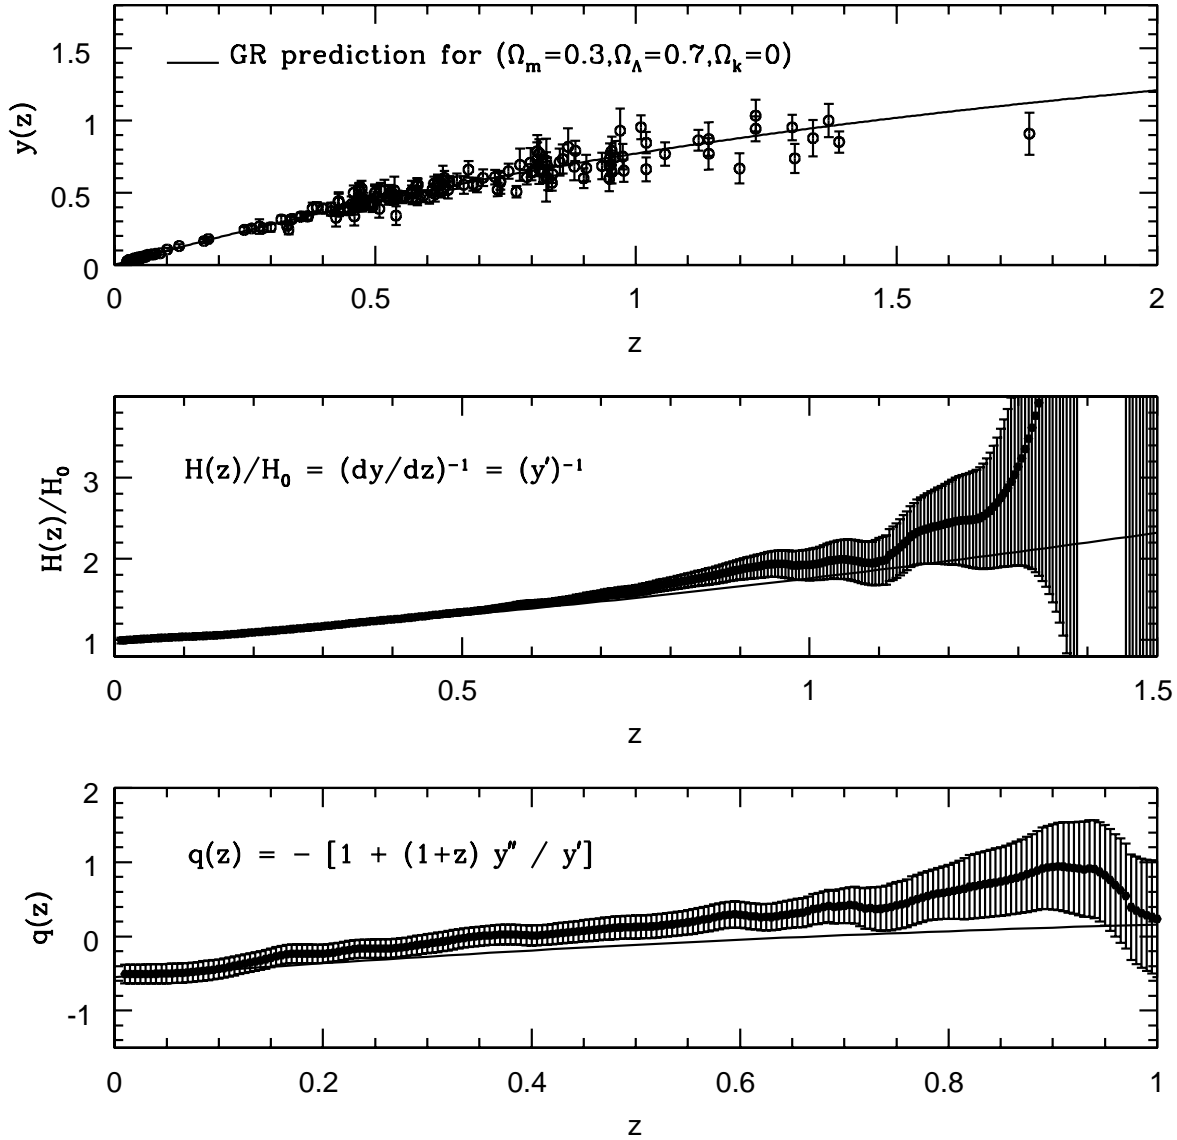 1.5
GR prediction for (Ωₘ=0.3,Ω_Λ=0.7,Ωₖ=0)
1
y(z)
0.5
0
0 0.5 1 1.5 2
z
H(z)/H₀ = (dy/dz)⁻¹ = (y′)⁻¹
3
H(z)/H₀
2
1
0 0.5 1 1.5
z
2
q(z) = − [1 + (1+z) y″ / y′]
1
q(z)
0
-1
0 0.2 0.4 0.6 0.8 1
z